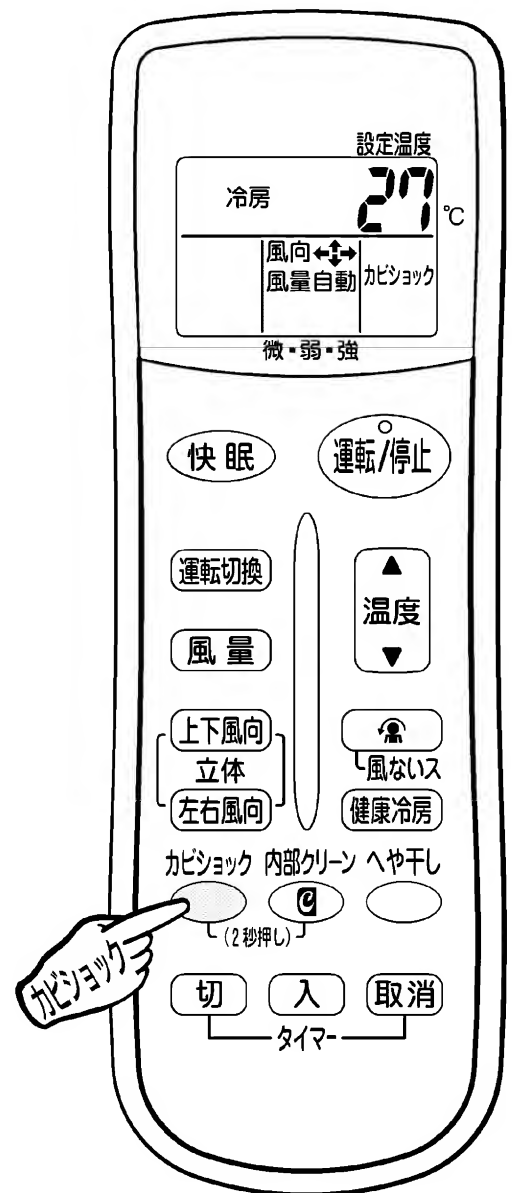 設定温度
冷房 27℃
風向
風量自動 カビショック
微・弱・強
快眠 運転/停止
運転切換
温度
風量
上下風向
立体 風ないス
左右風向 健康冷房
カビショック 内部クリーン へや干し
(2秒押し)
カビショック
切 入 取消
タイマー